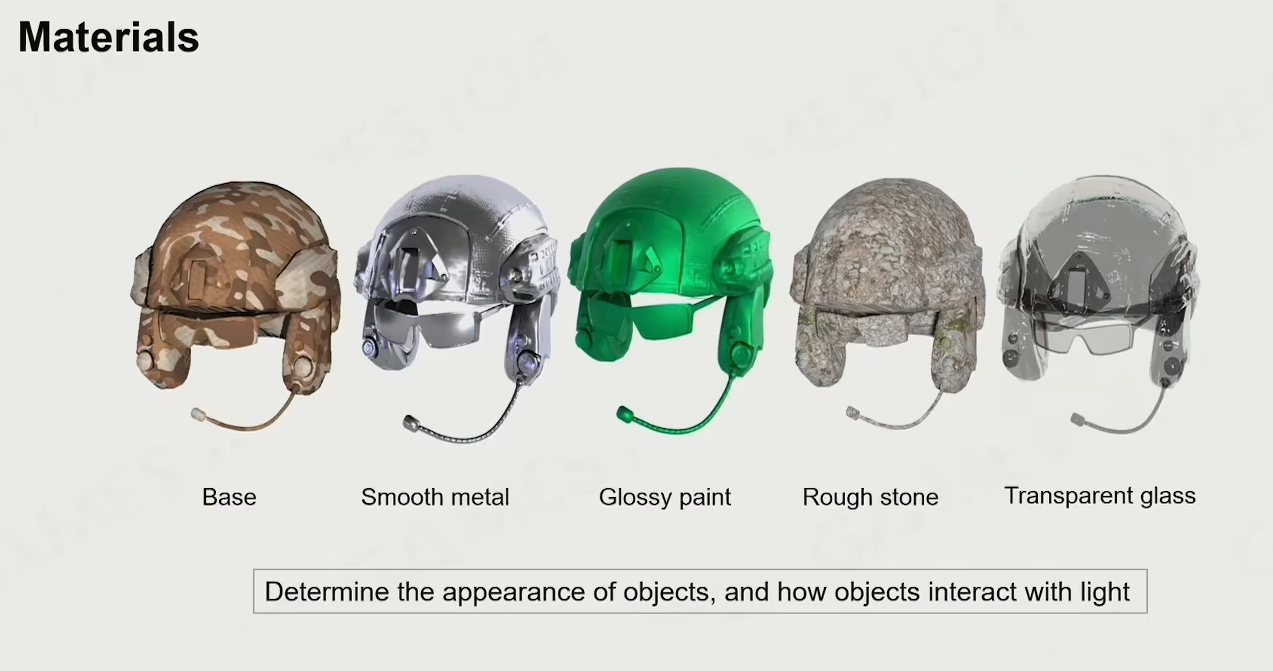 Materials
Base
Smooth metal
Glossy paint
Rough stone
Transparent glass
Determine the appearance of objects, and how objects interact with light